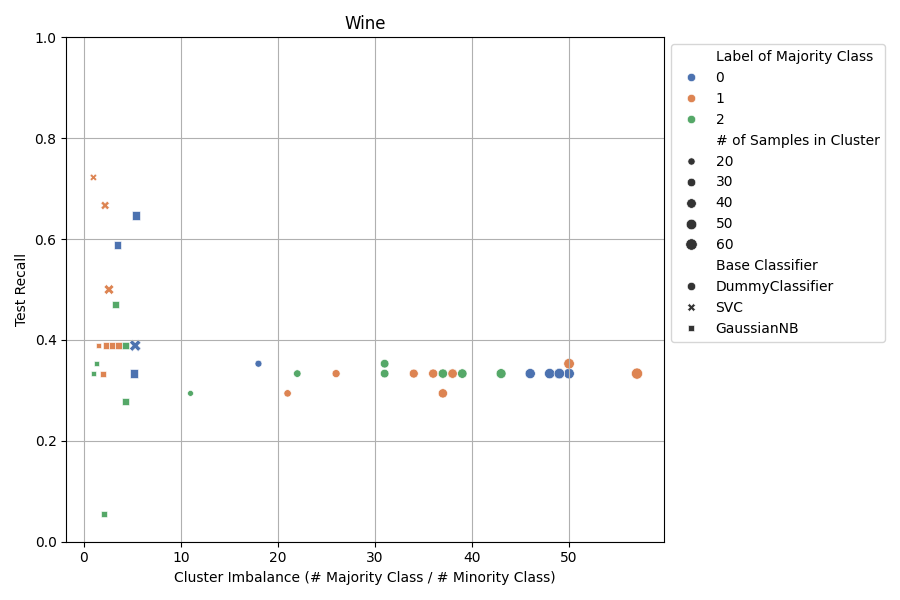 Wine
Test Recall
1.0
0.8
0.6
0.4
0.2
0.0
0 10 20 30 40 50
Cluster Imbalance (# Majority Class / # Minority Class)
Label of Majority Class
0
1
2
# of Samples in Cluster
20
30
40
50
60
Base Classifier
DummyClassifier
SVC
GaussianNB